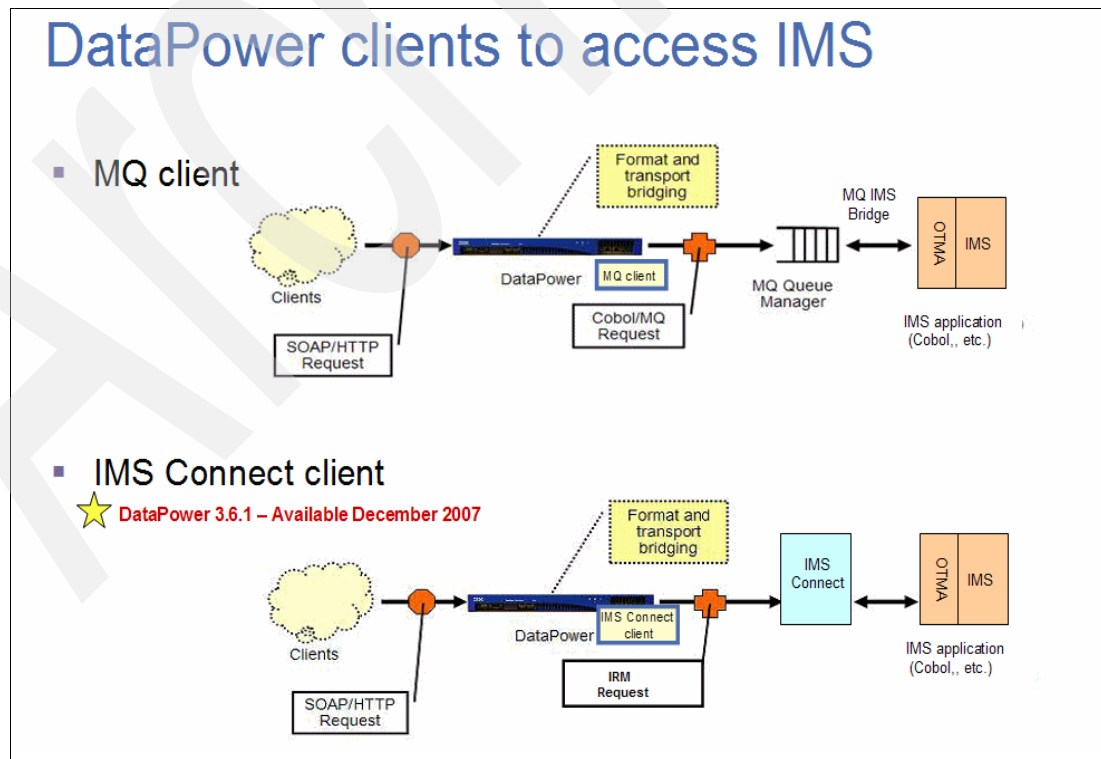 DataPower clients to access IMS
▪ MQ client
Format and
transport
bridging
MQ IMS
Bridge
OTMA
IMS
Clients
DataPower
MQ client
MQ Queue
Manager
SOAP/HTTP
Request
Cobol/MQ
Request
IMS application
(Cobol,, etc.)
)
▪ IMS Connect client
DataPower 3.6.1 – Available December 2007
Format and
transport
bridging
IMS
Connect
OTMA
IMS
Clients
DataPower
IMS Connect
client
IMS application
(Cobol,, etc.)
SOAP/HTTP
Request
IRM
Request